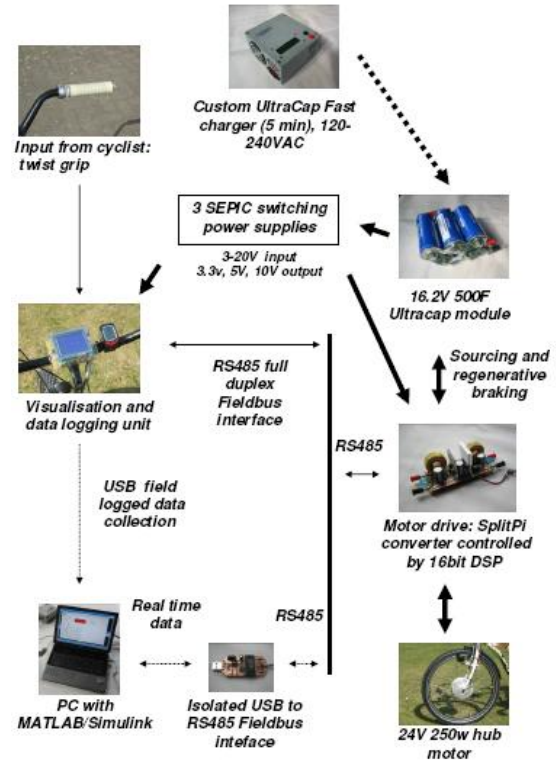 Custom UltraCap Fast
charger (5 min), 120-
240VAC
Input from cyclist:
twist grip
3 SEPIC switching
power supplies
3-20V input
3.3v, 5V, 10V output
16.2V 500F
Ultracap module
Sourcing and
regenerative
braking
RS485 full
duplex
Fieldbus
interface
Visualisation and
data logging unit
RS485
USB field
logged data
collection
Motor drive: SplitPi
converter controlled
by 16bit DSP
Real time
data
RS485
PC with
MATLAB/Simulink
Isolated USB to
RS485 Fieldbus
inteface
24V 250w hub
motor